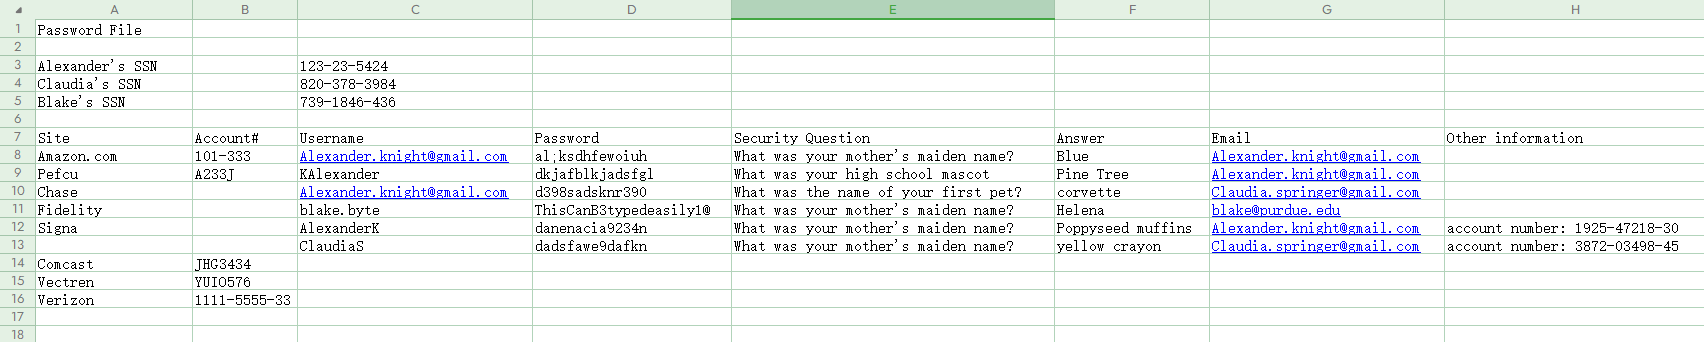 A B C D E F G H
1 Password File
2
3 Alexander's SSN 123-23-5424
4 Claudia's SSN 820-378-3984
5 Blake's SSN 739-1846-436
6
7 Site Account# Username Password Security Question Answer Email Other information
8 Amazon.com 101-333 Alexander.knight@gmail.com al;ksdhfewoiuh What was your mother's maiden name? Blue Alexander.knight@gmail.com
9 Pefcu A233J KAlexander dkjafblkjadsfgl What was your high school mascot Pine Tree Alexander.knight@gmail.com
10 Chase Alexander.knight@gmail.com d398sadsknr390 What was the name of your first pet? corvette Claudia.springer@gmail.com
11 Fidelity blake.byte ThisCanB3typedeasily1@ What was your mother's maiden name? Helena blake@purdue.edu
12 Signa AlexanderK danenacia9234n What was your mother's maiden name? Poppyseed muffins Alexander.knight@gmail.com account number: 1925-47218-30
13 ClaudiaS dadsfawe9dafkn What was your mother's maiden name? yellow crayon Claudia.springer@gmail.com account number: 3872-03498-45
14 Comcast JHG3434
15 Vectren YUIO576
16 Verizon 1111-5555-33
17
18